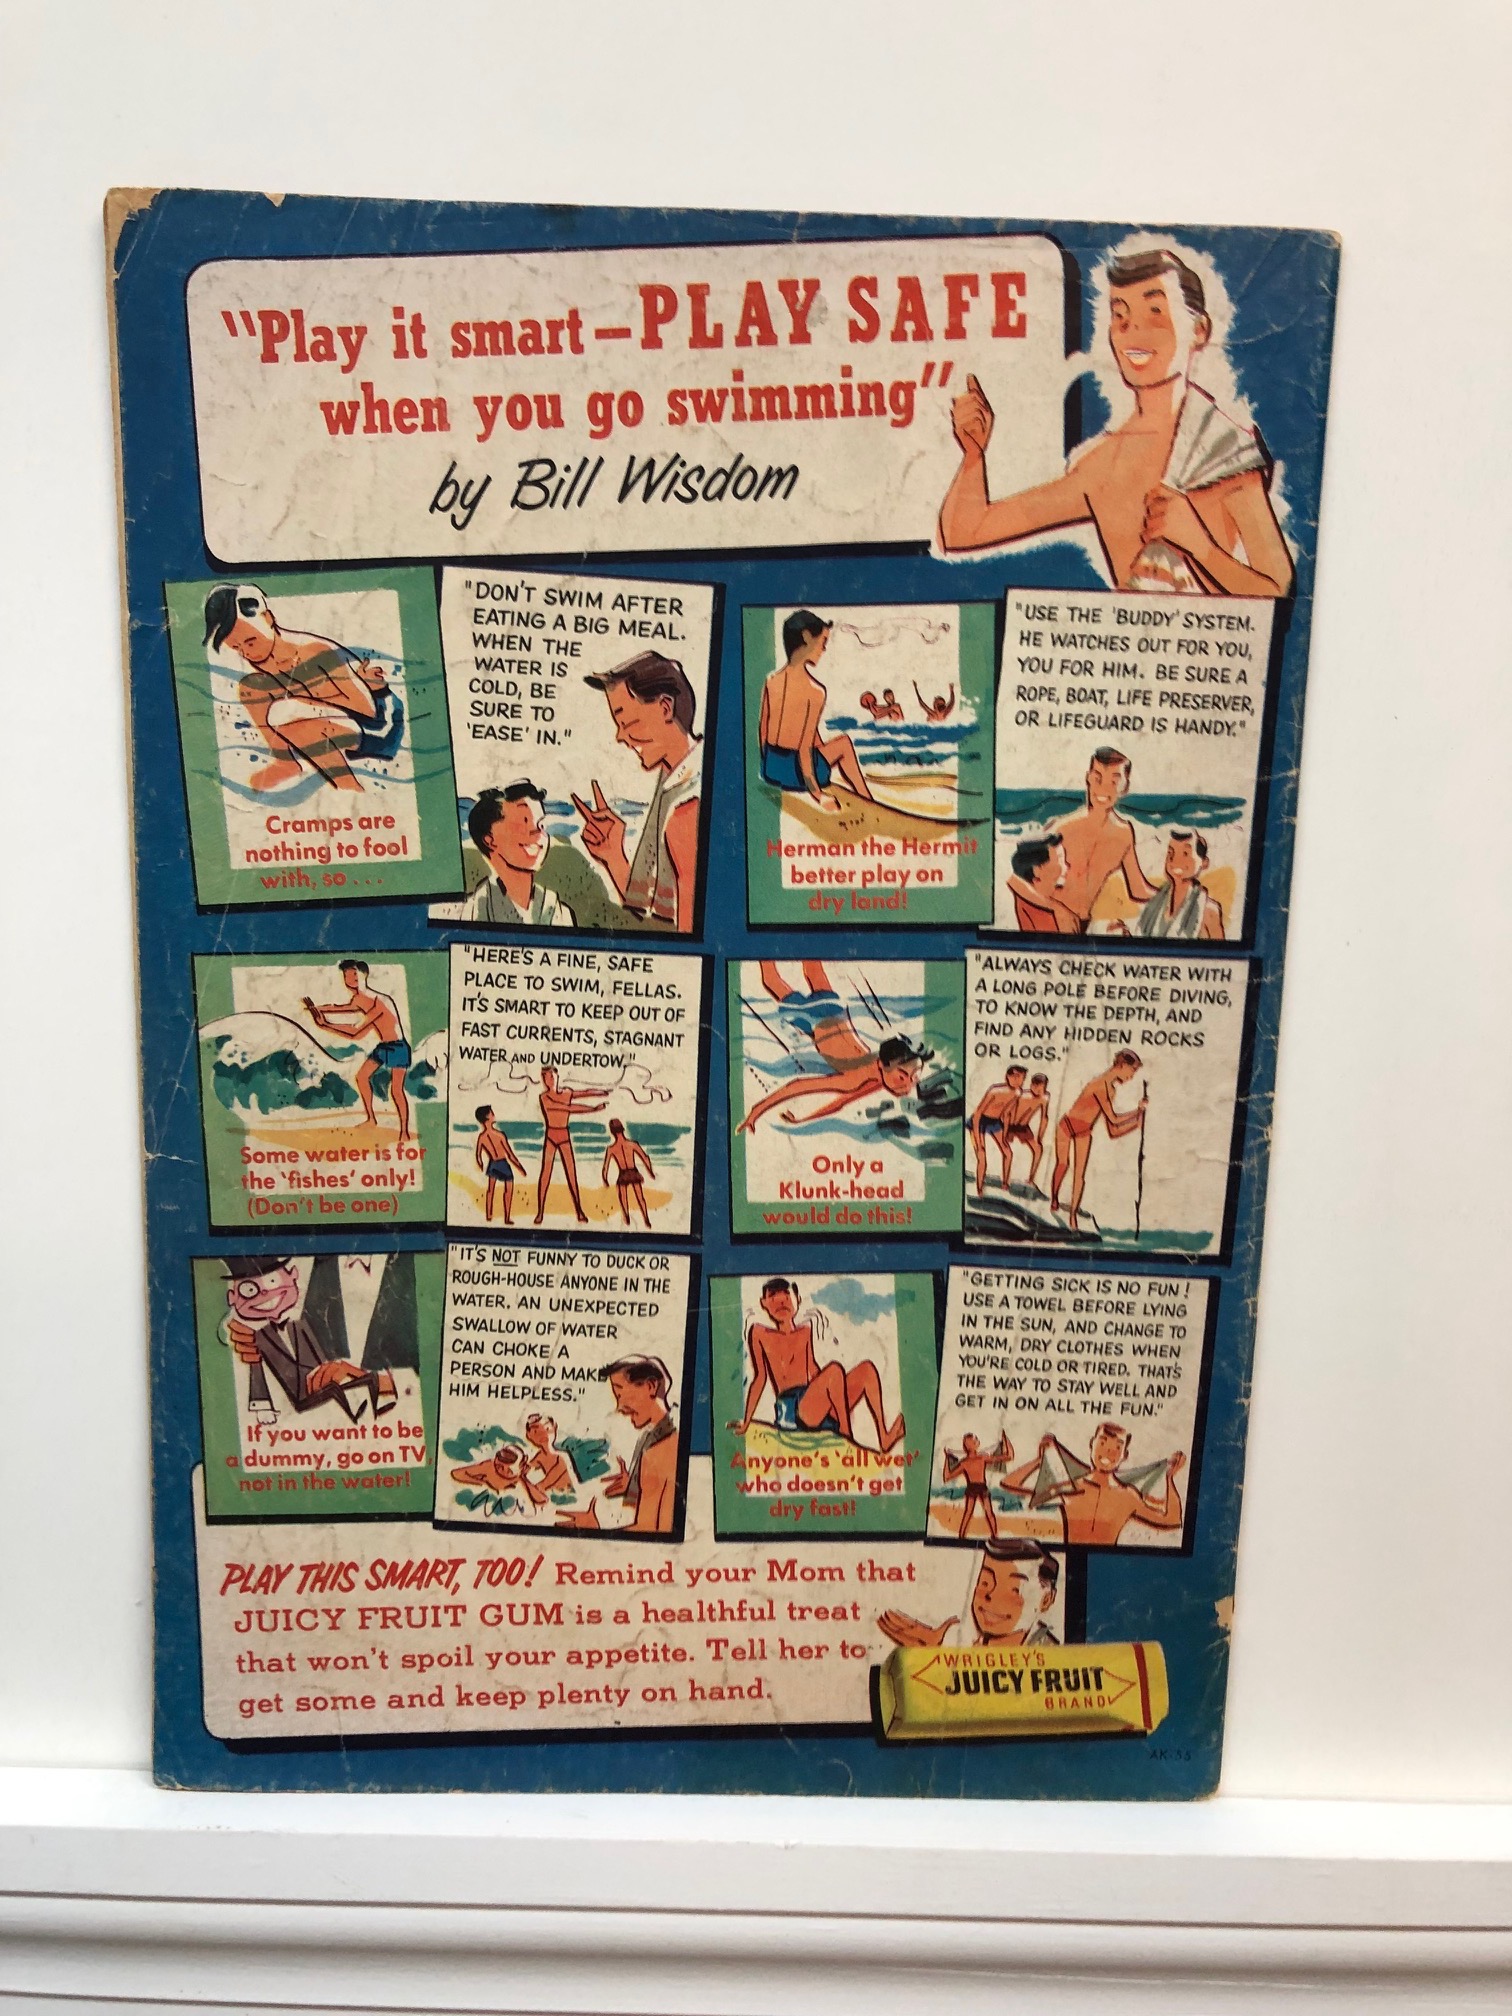 "Play it smart–PLAY SAFE
when you go swimming"
by Bill Wisdom
Cramps are
nothing to fool
with, so...
"DON'T SWIM AFTER
EATING A BIG MEAL.
WHEN THE
WATER IS
COLD, BE
SURE TO
'EASE' IN."
Herman the Hermit
better play on
dry land!
"USE THE 'BUDDY' SYSTEM.
HE WATCHES OUT FOR YOU,
YOU FOR HIM. BE SURE A
ROPE, BOAT, LIFE PRESERVER,
OR LIFEGUARD IS HANDY."
Some water is for
the 'fishes' only!
(Don't be one)
"HERE'S A FINE, SAFE
PLACE TO SWIM, FELLAS.
IT'S SMART TO KEEP OUT OF
FAST CURRENTS, STAGNANT
WATER AND UNDERTOW."
Only a
Klunk-head
would do this!
"ALWAYS CHECK WATER WITH
A LONG POLE BEFORE DIVING,
TO KNOW THE DEPTH, AND
FIND ANY HIDDEN ROCKS
OR LOGS."
If you want to be
a dummy, go on TV,
not in the water!
"IT'S NOT FUNNY TO DUCK OR
ROUGH-HOUSE ANYONE IN THE
WATER. AN UNEXPECTED
SWALLOW OF WATER
CAN CHOKE A
PERSON AND MAKE
HIM HELPLESS."
Anyone's 'all wet'
who doesn't get
dry fast!
"GETTING SICK IS NO FUN!
USE A TOWEL BEFORE LYING
IN THE SUN, AND CHANGE TO
WARM, DRY CLOTHES WHEN
YOU'RE COLD OR TIRED. THAT'S
THE WAY TO STAY WELL AND
GET IN ON ALL THE FUN."
PLAY THIS SMART, TOO! Remind your Mom that
JUICY FRUIT GUM is a healthful treat
that won't spoil your appetite. Tell her to
get some and keep plenty on hand.
WRIGLEY'S
JUICY FRUIT
BRAND
AK-55